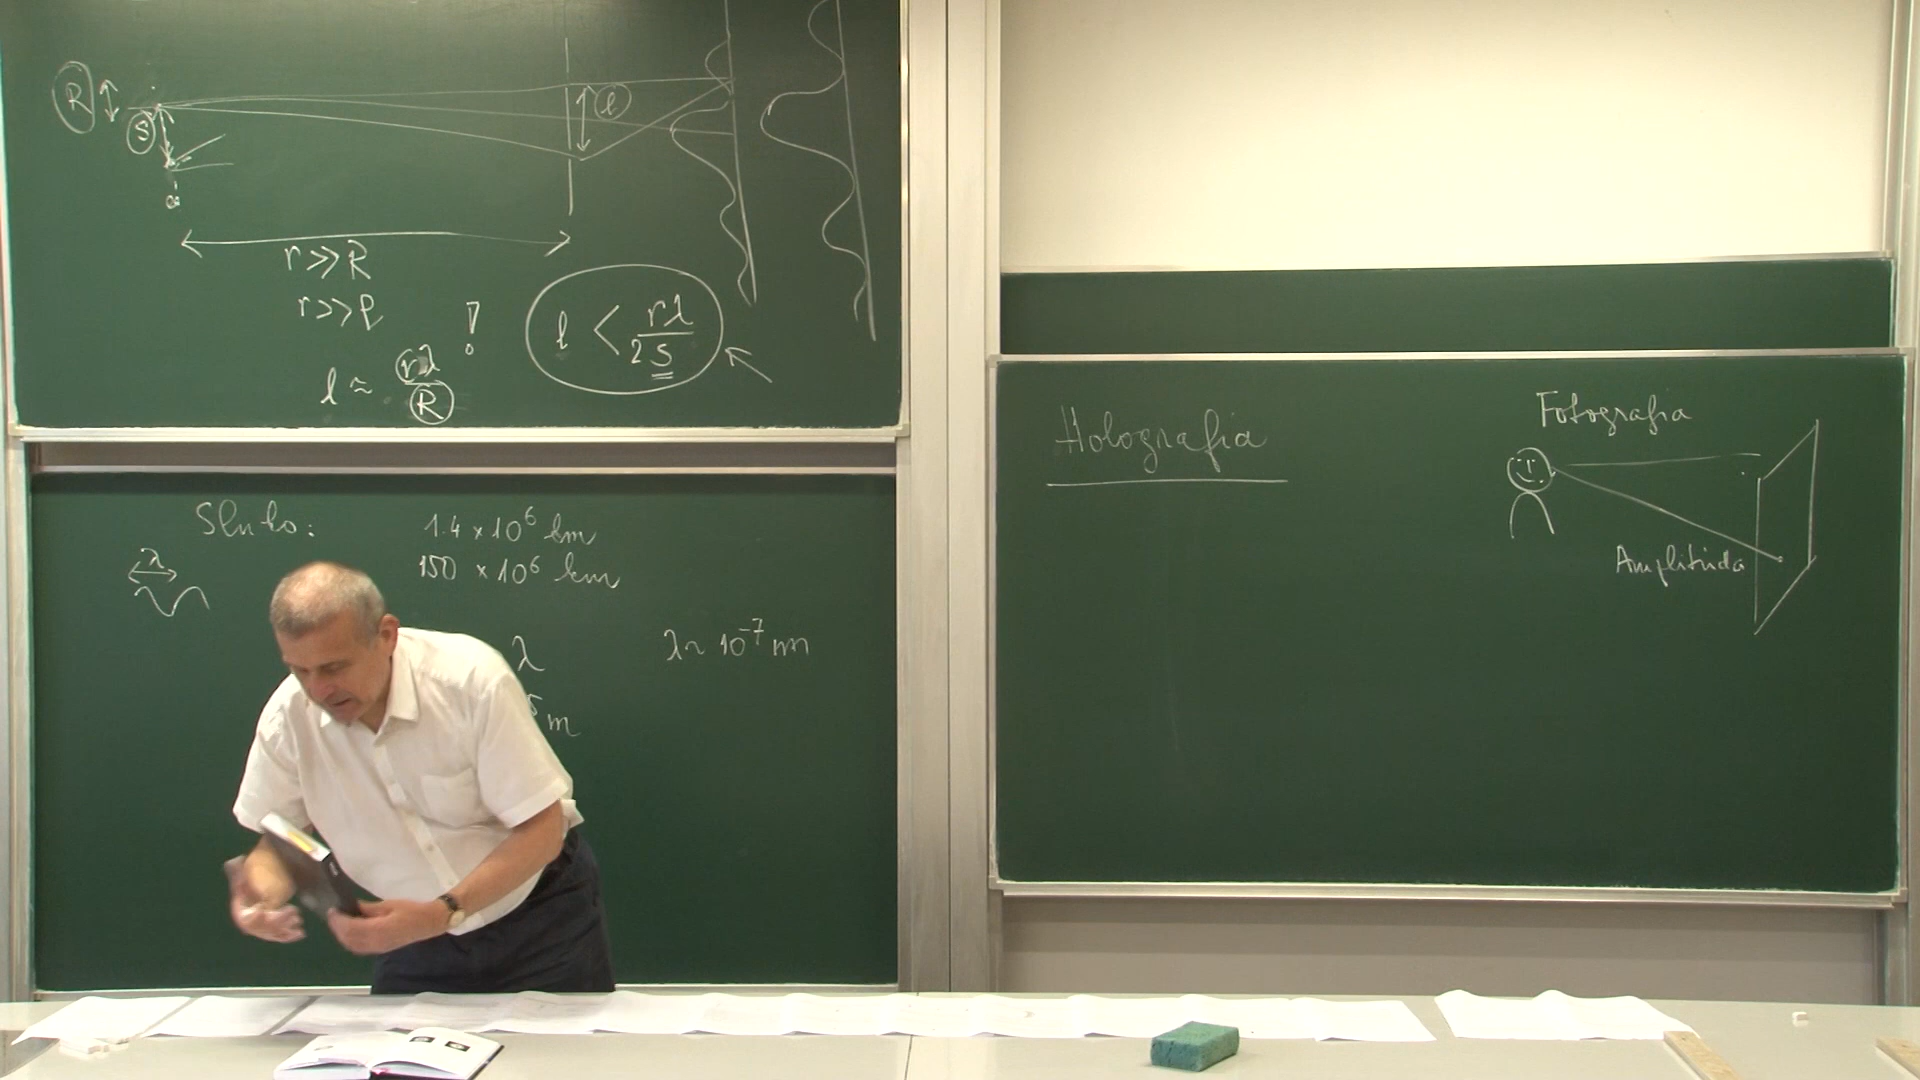 R
S
l
r >> R
r >> l
l ≈ rλ/R !
l < rλ/2S
Slnko: 1.4 × 10⁶ km
150 × 10⁶ km
λ
λ
λ ~ 10⁻⁷ m
m
Holografia
Fotografia
Amplitúda